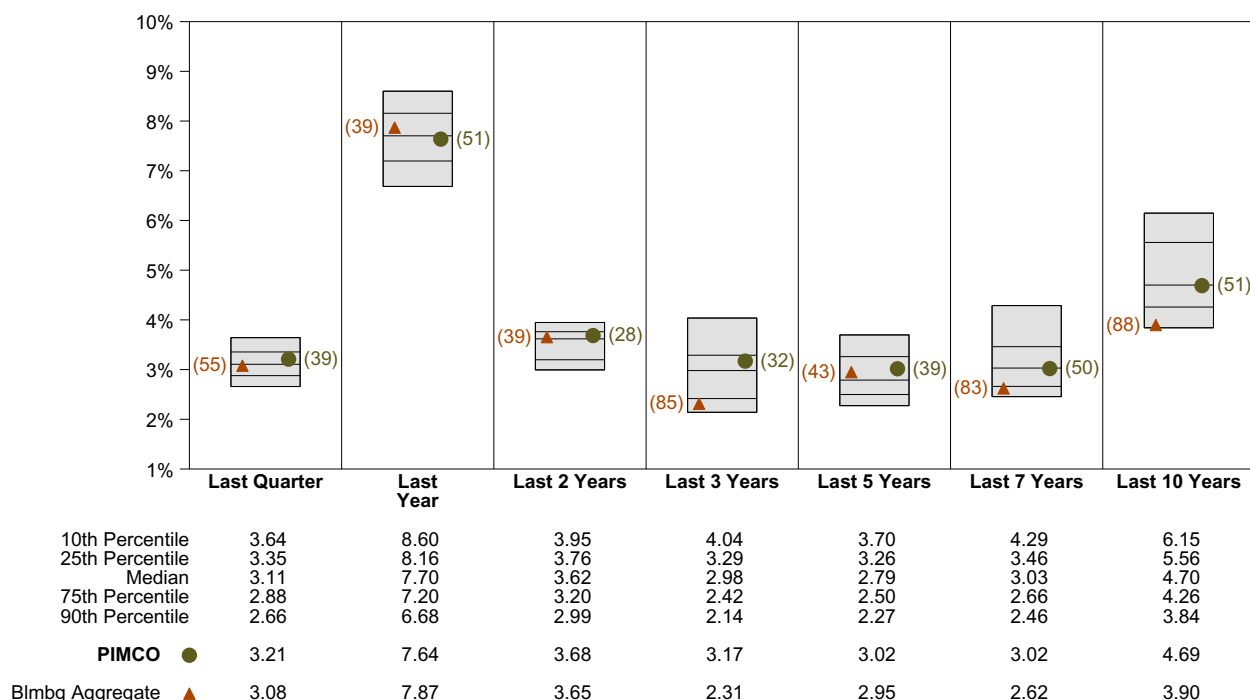 10%
9%
8%
7%
6%
5%
4%
3%
2%
1%
(55) (39)
(39) (51)
(39) (28)
(85) (32)
(43) (39)
(83) (50)
(88) (51)
Last Quarter Last Year Last 2 Years Last 3 Years Last 5 Years Last 7 Years Last 10 Years
10th Percentile 3.64 8.60 3.95 4.04 3.70 4.29 6.15
25th Percentile 3.35 8.16 3.76 3.29 3.26 3.46 5.56
Median 3.11 7.70 3.62 2.98 2.79 3.03 4.70
75th Percentile 2.88 7.20 3.20 2.42 2.50 2.66 4.26
90th Percentile 2.66 6.68 2.99 2.14 2.27 2.46 3.84
PIMCO 3.21 7.64 3.68 3.17 3.02 3.02 4.69
Blmbg Aggregate 3.08 7.87 3.65 2.31 2.95 2.62 3.90